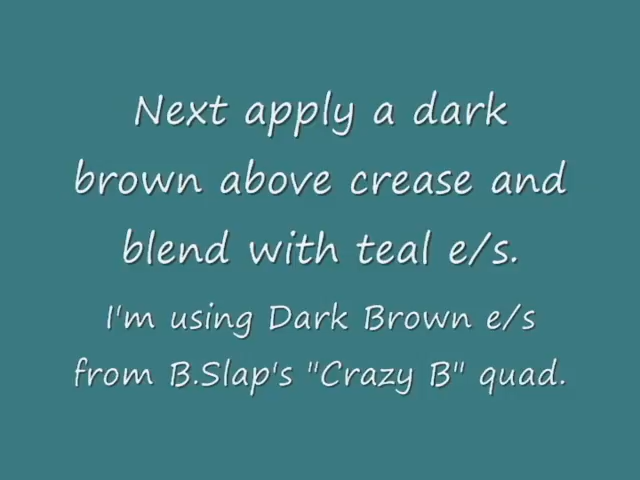 Next apply a dark
brown above crease and
blend with teal e/s.
I'm using Dark Brown e/s
from B.Slap's "Crazy B" quad.